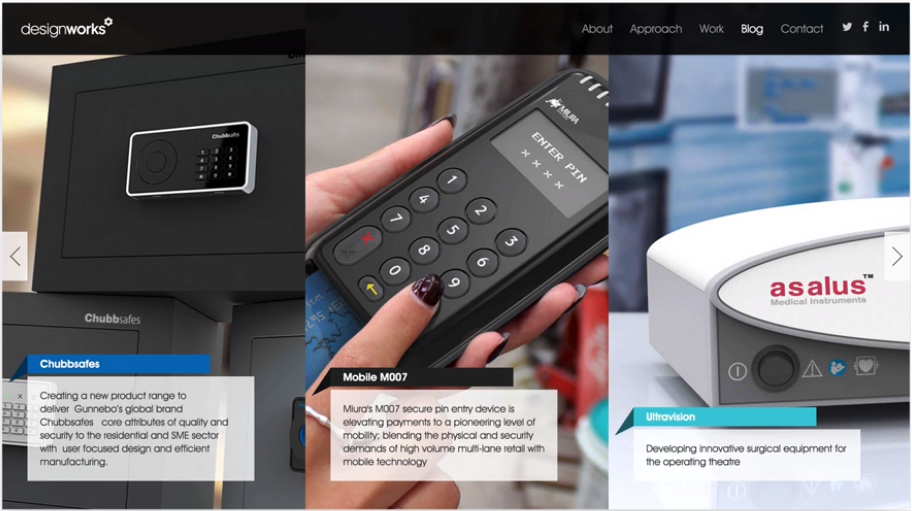 designworks
About Approach Work Blog Contact
Chubbsafes
Chubbsafes
MIURA
ENTER PIN
x x x x
1
2
3
4
5
6
7
8
9
0
asalus™
Medical Instruments
Chubbsafes
Creating a new product range to
deliver Gunnebo's global brand
Chubbsafes core attributes of quality and
security to the residential and SME sector
with user focused design and efficient
manufacturing.
Mobile M007
Miura's M007 secure pin entry device is
elevating payments to a pioneering level of
mobility; blending the physical and security
demands of high volume multi-lane retail with
mobile technology
Ultravision
Developing innovative surgical equipment for
the operating theatre